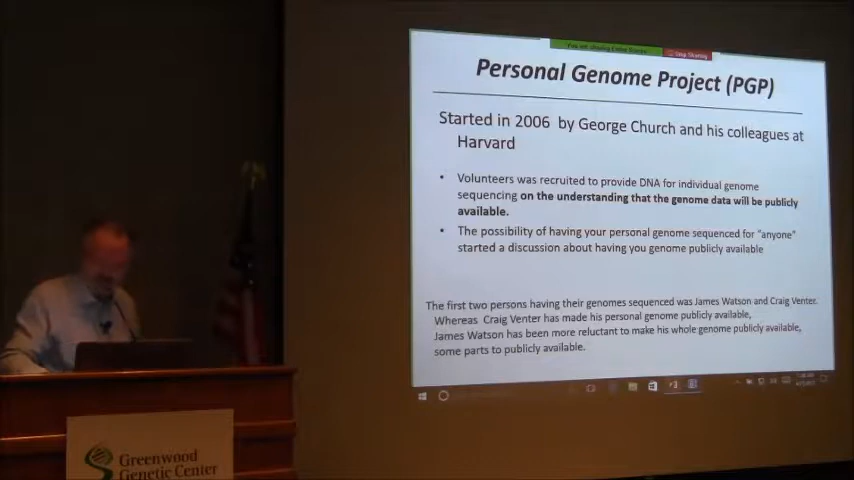 Personal Genome Project (PGP)
Started in 2006 by George Church and his colleagues at
Harvard
• Volunteers was recruited to provide DNA for individual genome
sequencing on the understanding that the genome data will be publicly
available.
• The possibility of having your personal genome sequenced for "anyone"
started a discussion about having you genome publicly available
The first two persons having their genomes sequenced was James Watson and Craig Venter.
Whereas Craig Venter has made his personal genome publicly available,
James Watson has been more reluctant to make his whole genome publicly available,
some parts to publicly available.
Greenwood
Genetic Center